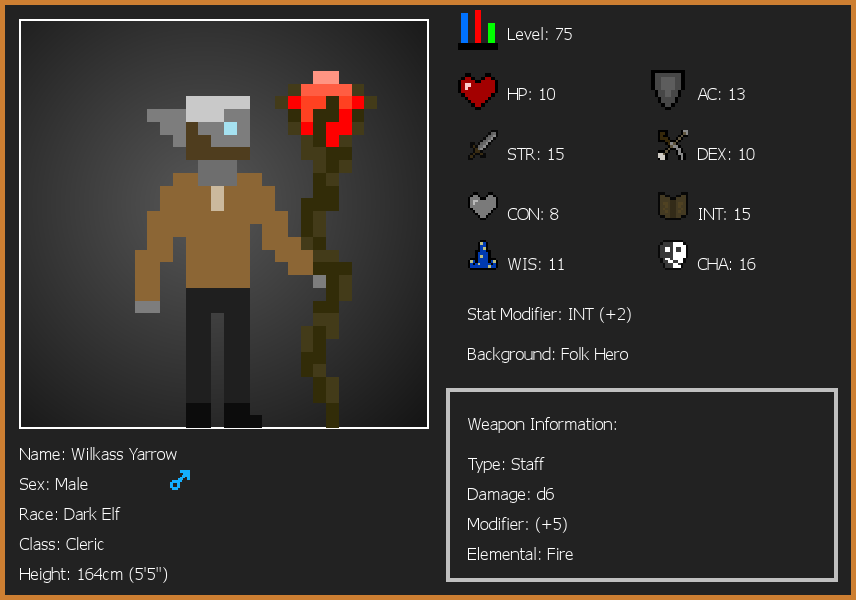 Level: 75
HP: 10
AC: 13
STR: 15
DEX: 10
CON: 8
INT: 15
WIS: 11
CHA: 16
Stat Modifier: INT (+2)
Background: Folk Hero
Weapon Information:
Type: Staff
Damage: d6
Modifier: (+5)
Elemental: Fire
Name: Wilkass Yarrow
Sex: Male
Race: Dark Elf
Class: Cleric
Height: 164cm (5'5")